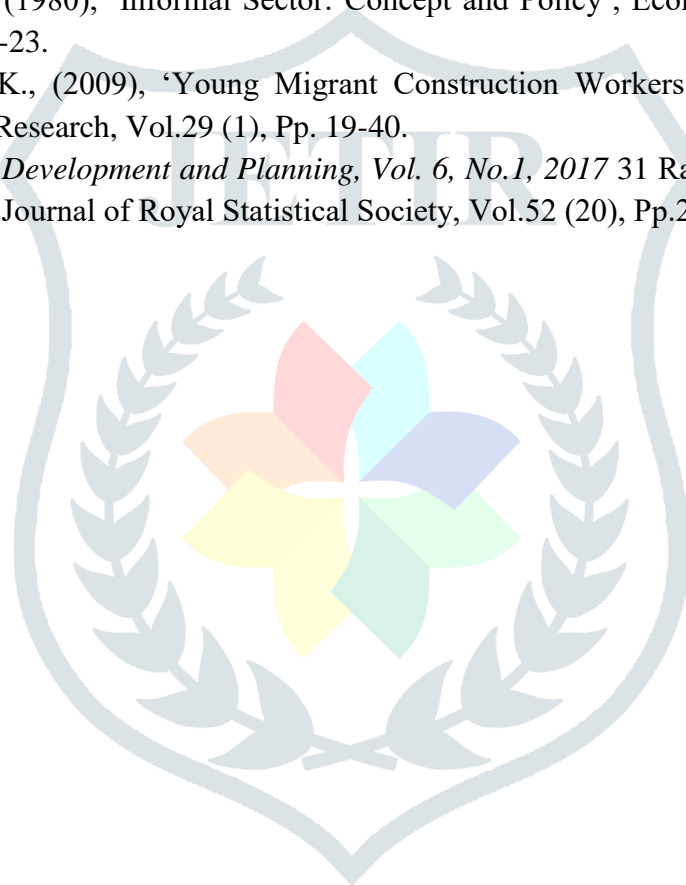 (1980), 'Informal Sector: Concept and Policy', Econ
-23.
K., (2009), ‘Young Migrant Construction Workers
Research, Vol.29 (1), Pp. 19-40.
Development and Planning, Vol. 6, No.1, 2017 31 Ra
Journal of Royal Statistical Society, Vol.52 (20), Pp.2
JETIR